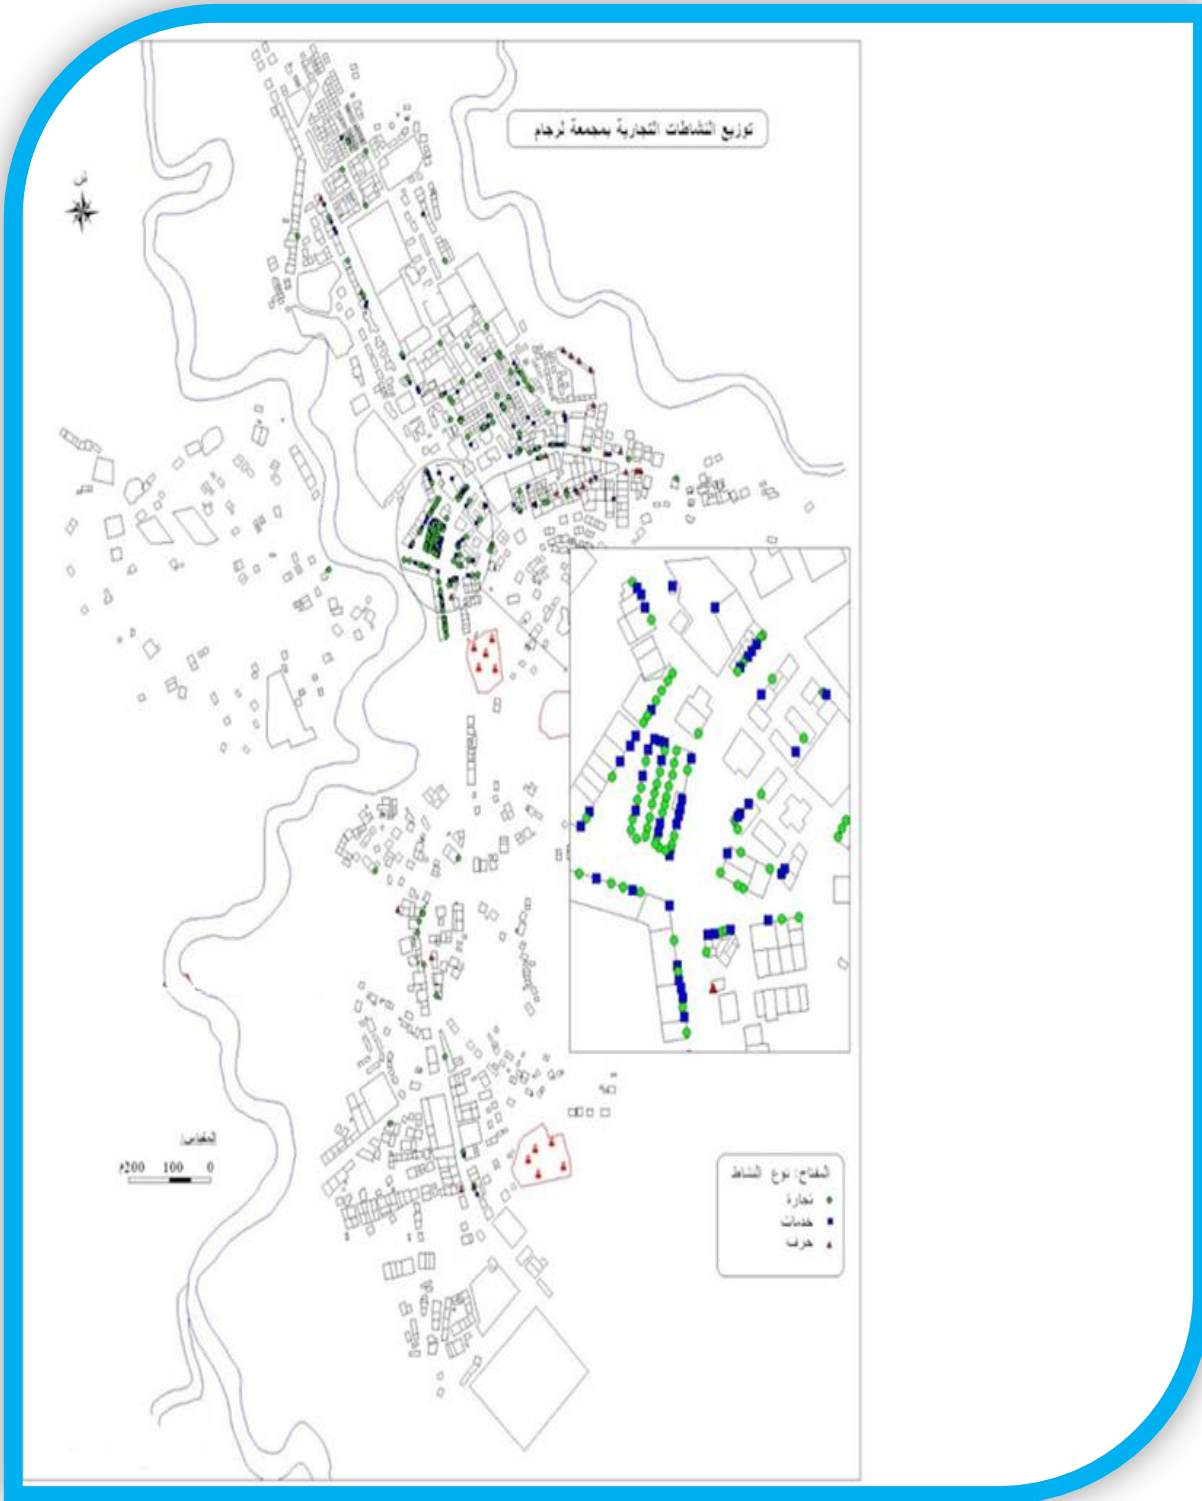 توزيع النشاطات التجارية بمجمعة لرجام
ش
المقياس:
0 100 200م
المفتاح: نوع النشاط
تجارة
خدمات
حرف